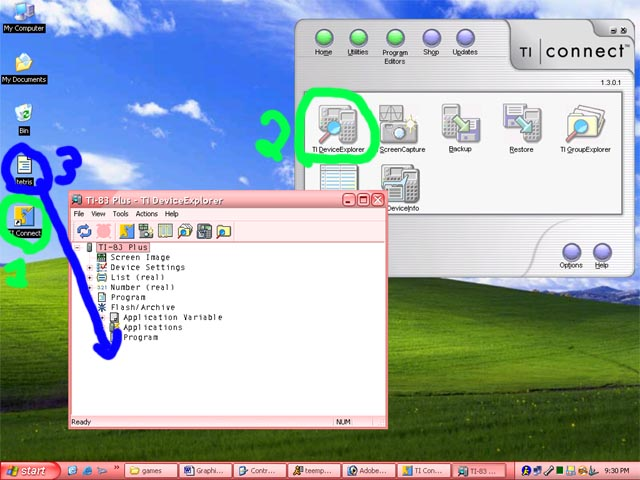 My Computer
My Documents
Bin
3
tetris
TI Connect
1
Home
Utilities
Program Editors
Shop
Updates
TI connect™
1.3.0.1
2
TI DeviceExplorer
ScreenCapture
Backup
Restore
TI GroupExplorer
DeviceInfo
Options
Help
TI-83 Plus - TI DeviceExplorer
File View Tools Actions Help
TI-83 Plus
Screen Image
Device Settings
List (real)
321 Number (real)
Program
Flash/Archive
Application Variable
Applications
Program
Ready
NUM
start
»
games
Graphi...
Contr...
teemp...
Adobe...
TI Con...
TI-83 ...
«
9:30 PM